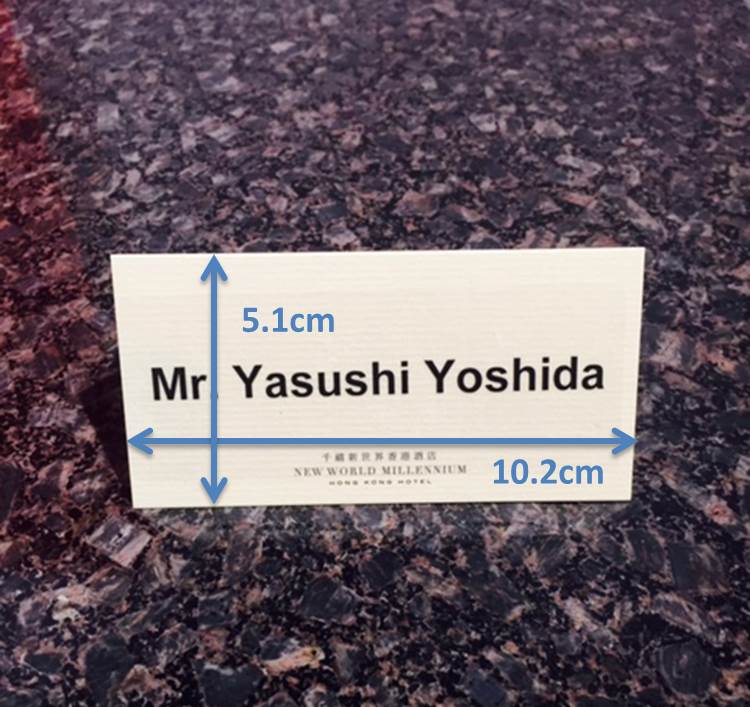 5.1cm
Mr. Yasushi Yoshida
千禧新世界香港酒店
NEW WORLD MILLENNIUM
HONG KONG HOTEL
10.2cm